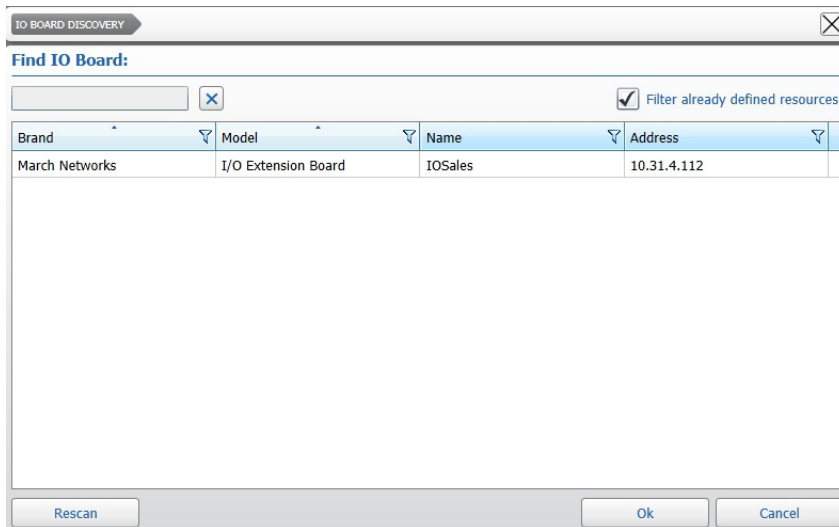 IO BOARD DISCOVERY
Find IO Board:
Filter already defined resources
Brand Model Name Address
March Networks I/O Extension Board IOSales 10.31.4.112
Rescan Ok Cancel